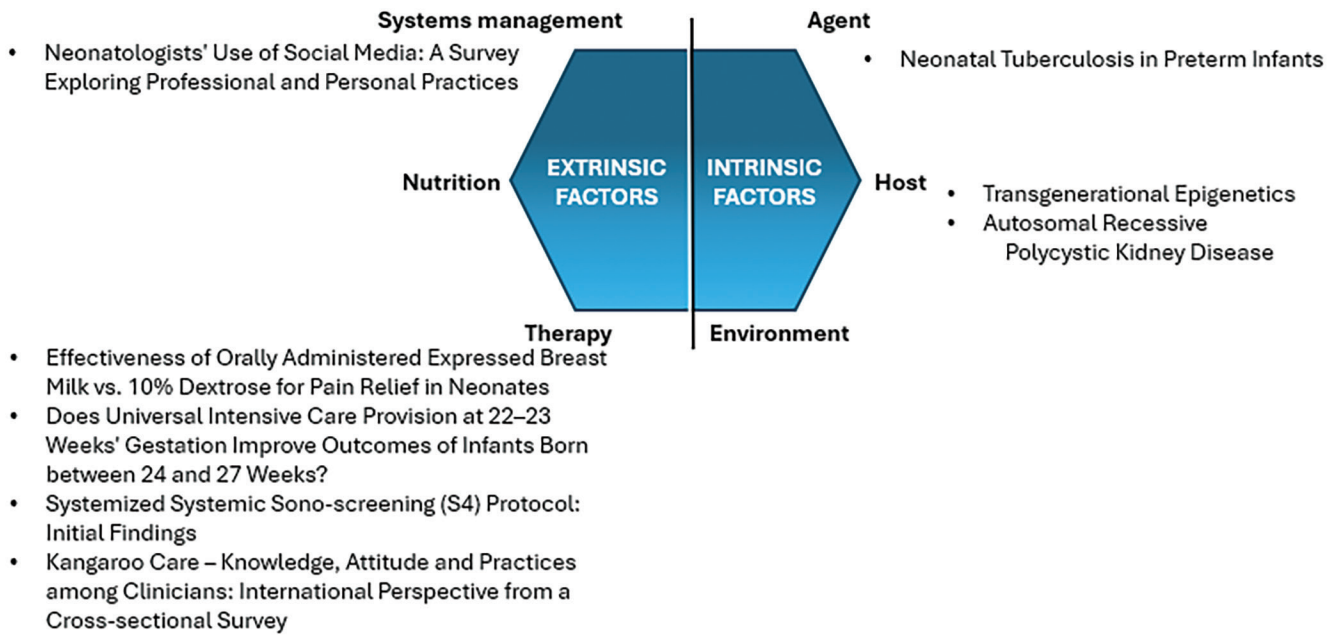 Systems management
• Neonatologists' Use of Social Media: A Survey
Exploring Professional and Personal Practices
Agent
• Neonatal Tuberculosis in Preterm Infants
Nutrition
EXTRINSIC
FACTORS
INTRINSIC
FACTORS
Host
• Transgenerational Epigenetics
• Autosomal Recessive
Polycystic Kidney Disease
Therapy
Environment
• Effectiveness of Orally Administered Expressed Breast
Milk vs. 10% Dextrose for Pain Relief in Neonates
• Does Universal Intensive Care Provision at 22–23
Weeks' Gestation Improve Outcomes of Infants Born
between 24 and 27 Weeks?
• Systemized Systemic Sono-screening (S4) Protocol:
Initial Findings
• Kangaroo Care – Knowledge, Attitude and Practices
among Clinicians: International Perspective from a
Cross-sectional Survey